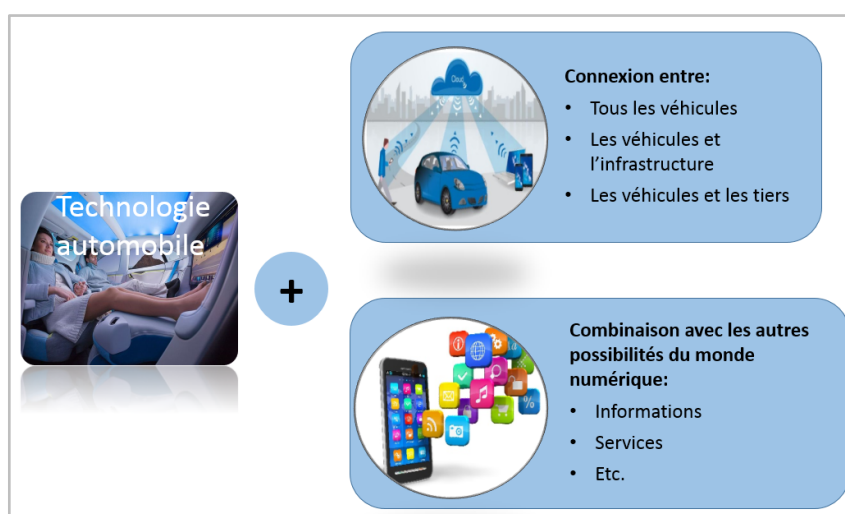 Technologie
automobile
+
Cloud
Connexion entre:
• Tous les véhicules
• Les véhicules et
l'infrastructure
• Les véhicules et les tiers
Combinaison avec les autres
possibilités du monde
numérique:
• Informations
• Services
• Etc.